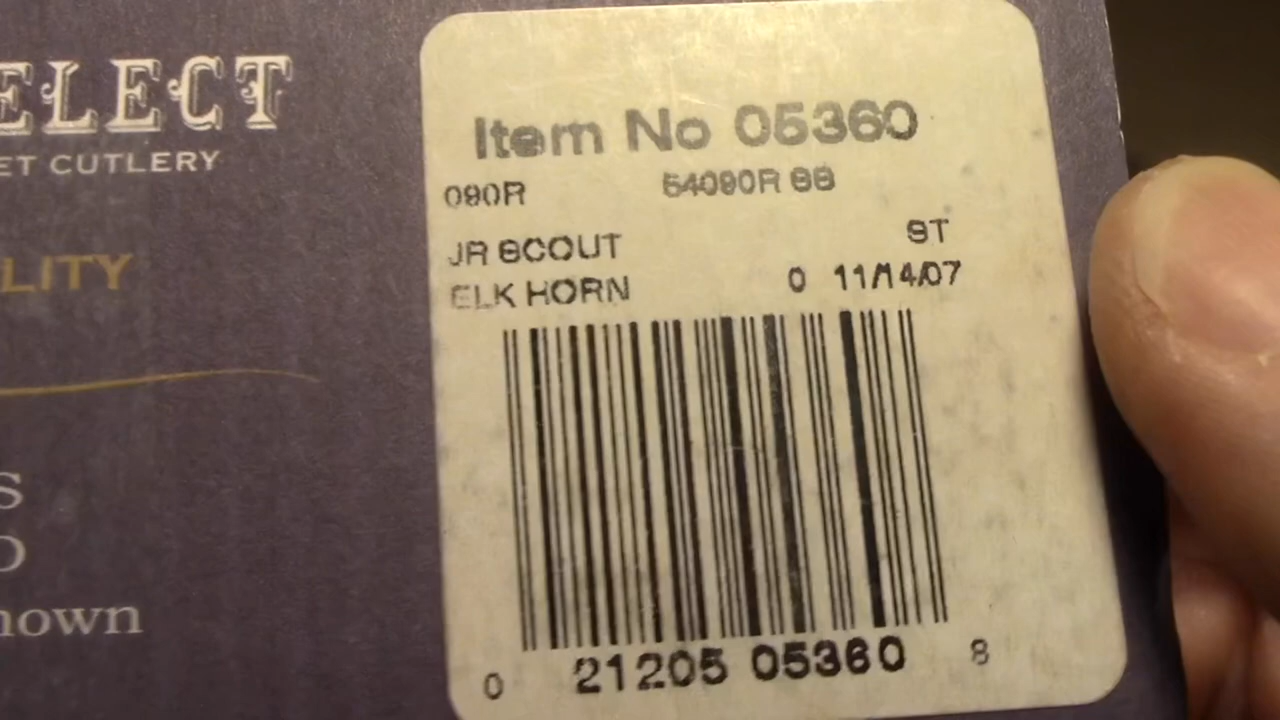 ELECT
ET CUTLERY
LITY
S
O
nown
Item No 05360
090R 54090R SS
JR SCOUT ST
ELK HORN 0 11/14/07
0 21205 05360 8